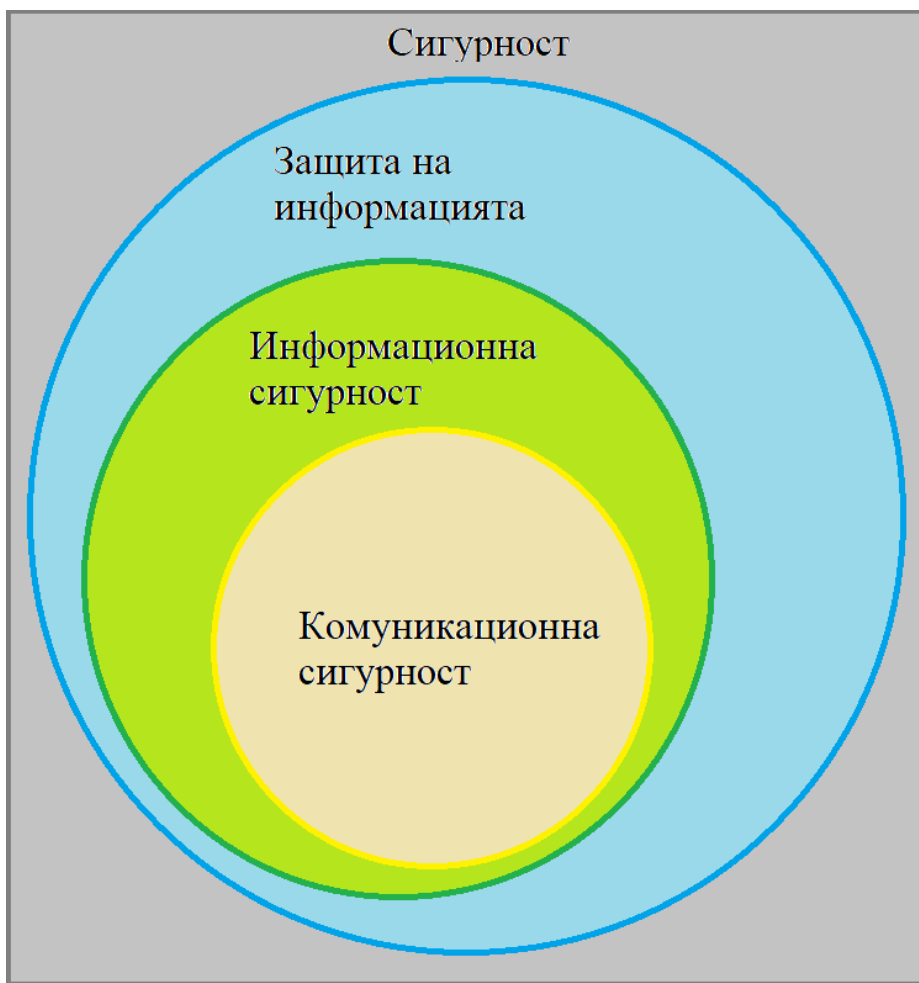 Сигурност
Защита на
информацията
Информационна
сигурност
Комуникационна
сигурност